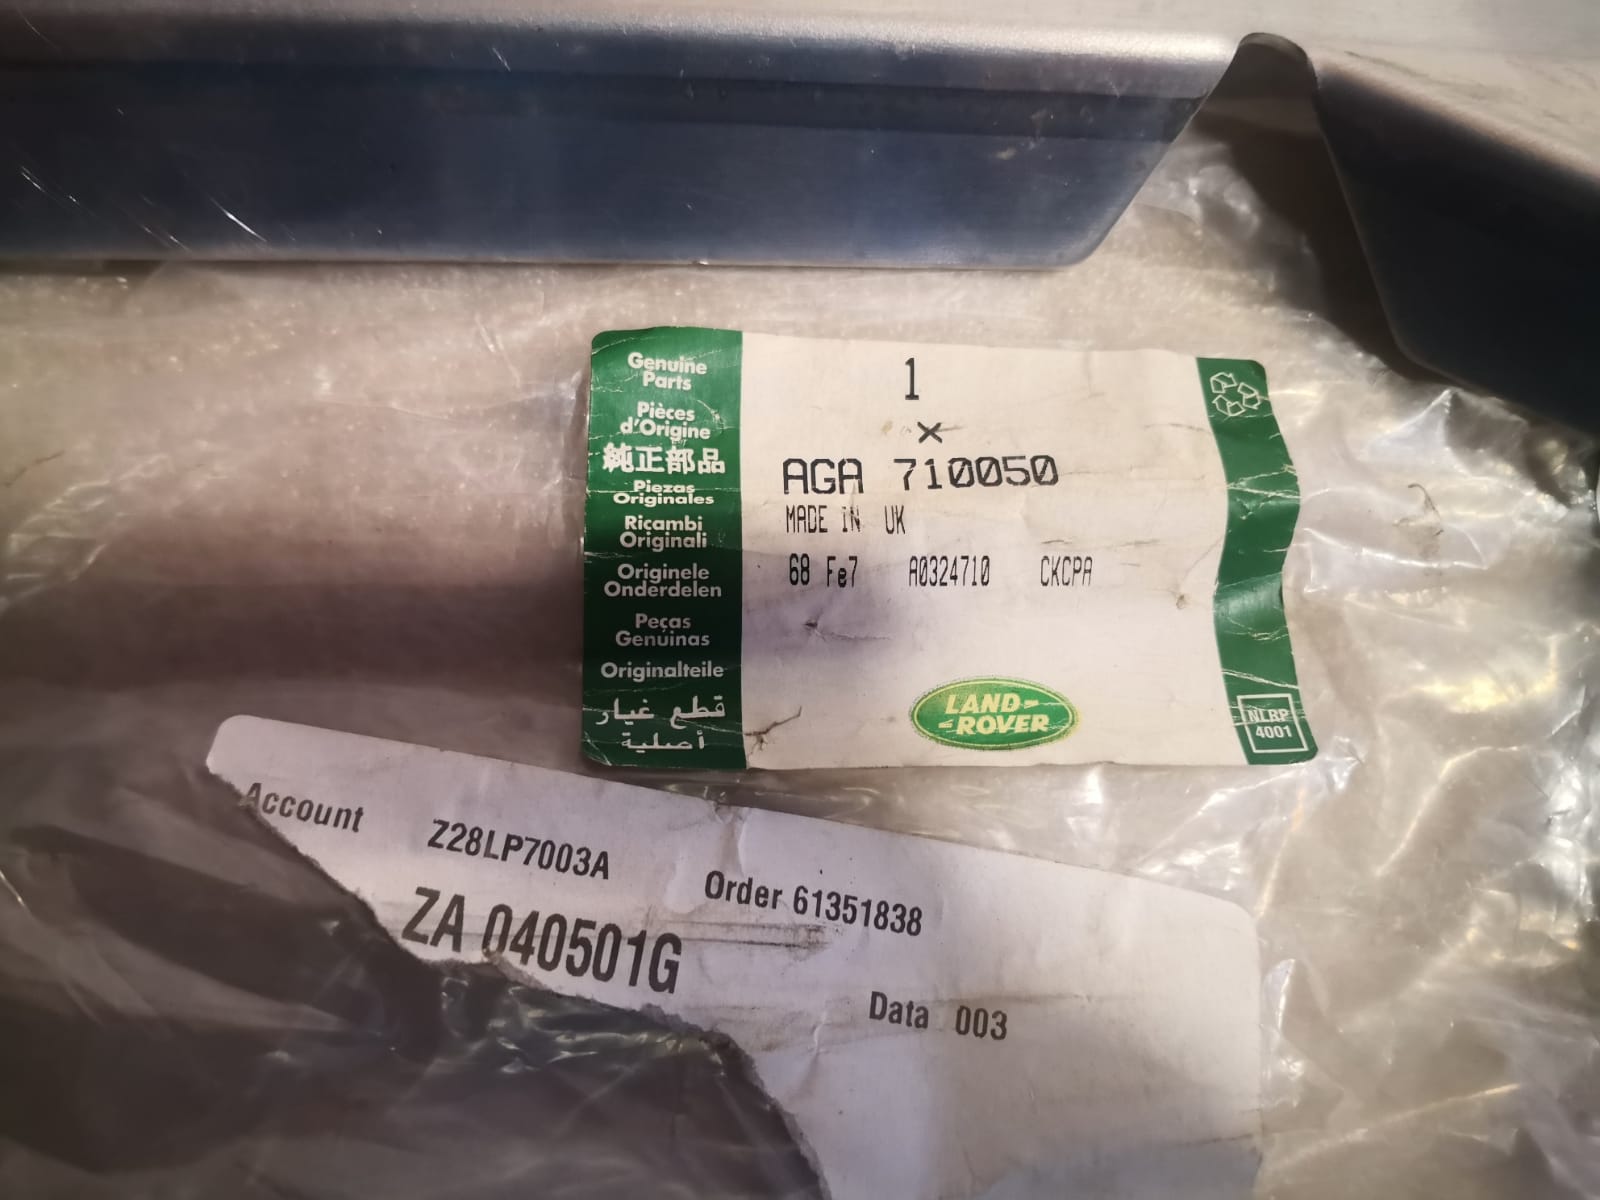 Genuine
Parts
Pièces
d'Origine
純正部品
Piezas
Originales
Ricambi
Originali
Originele
Onderdelen
Peças
Genuinas
Originalteile
قطع غيار
أصلية
1
x
AGA 710050
MADE IN UK
68 Fe7 A0324710 CKCPA
LAND-
-ROVER
NLRP
4001
Account Z28LP7003A Order 61351838
ZA 040501G
Data 003